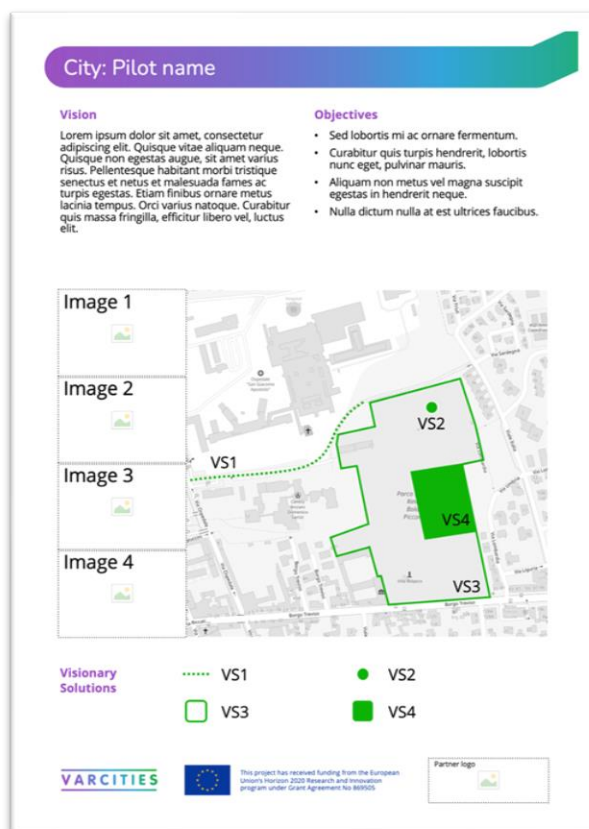 City: Pilot name
Vision
Lorem ipsum dolor sit amet, consectetur
adipiscing elit. Quisque vitae aliquam neque.
Quisque non egestas augue, sit amet varius
risus. Pellentesque habitant morbi tristique
senectus et netus et malesuada fames ac
turpis egestas. Etiam finibus ornare metus
lacinia tempus. Orci varius natoque. Curabitur
quis massa fringilla, efficitur libero vel, luctus
elit.
Objectives
• Sed lobortis mi ac ornare fermentum.
• Curabitur quis turpis hendrerit, lobortis
nunc eget, pulvinar mauris.
• Aliquam non metus vel magna suscipit
egestas in hendrerit neque.
• Nulla dictum nulla at est ultrices faucibus.
Image 1
Image 2
Image 3
Image 4
VS1
VS2
VS4
VS3
Borgo Treviso
Visionary
Solutions
VS1
VS2
VS3
VS4
VARCITIES
This project has received funding from the European
Union's Horizon 2020 Research and Innovation
program under Grant Agreement No 869505
Partner logo